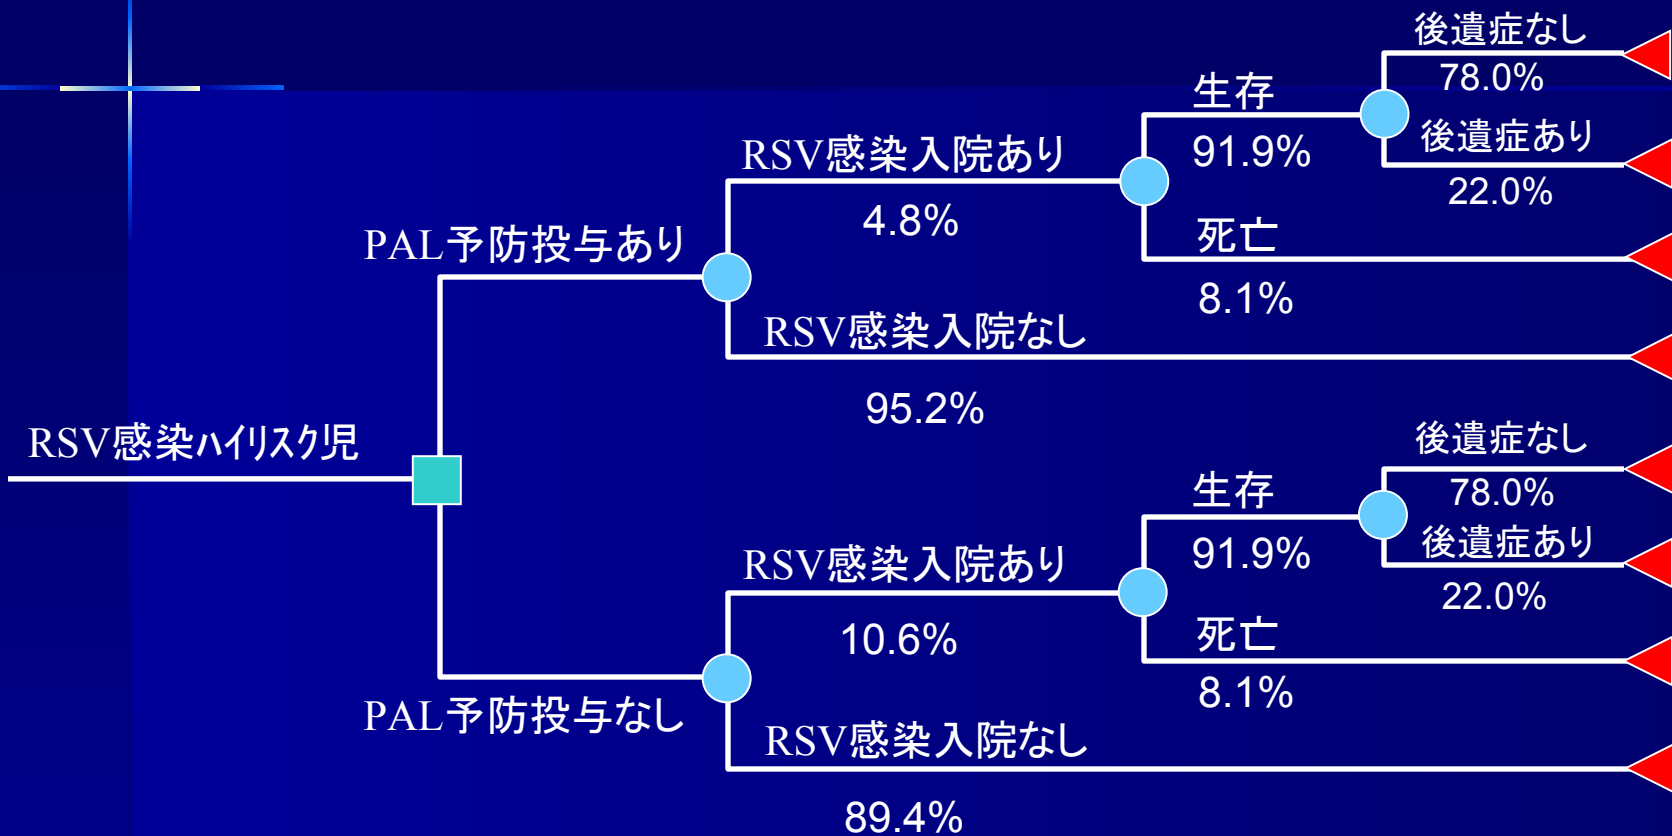 後遺症なし
78.0%
生存
91.9%
後遺症あり
22.0%
RSV感染入院あり
4.8%
死亡
8.1%
PAL予防投与あり
RSV感染入院なし
95.2%
RSV感染ハイリスク児
後遺症なし
78.0%
生存
91.9%
後遺症あり
22.0%
RSV感染入院あり
10.6%
死亡
8.1%
PAL予防投与なし
RSV感染入院なし
89.4%